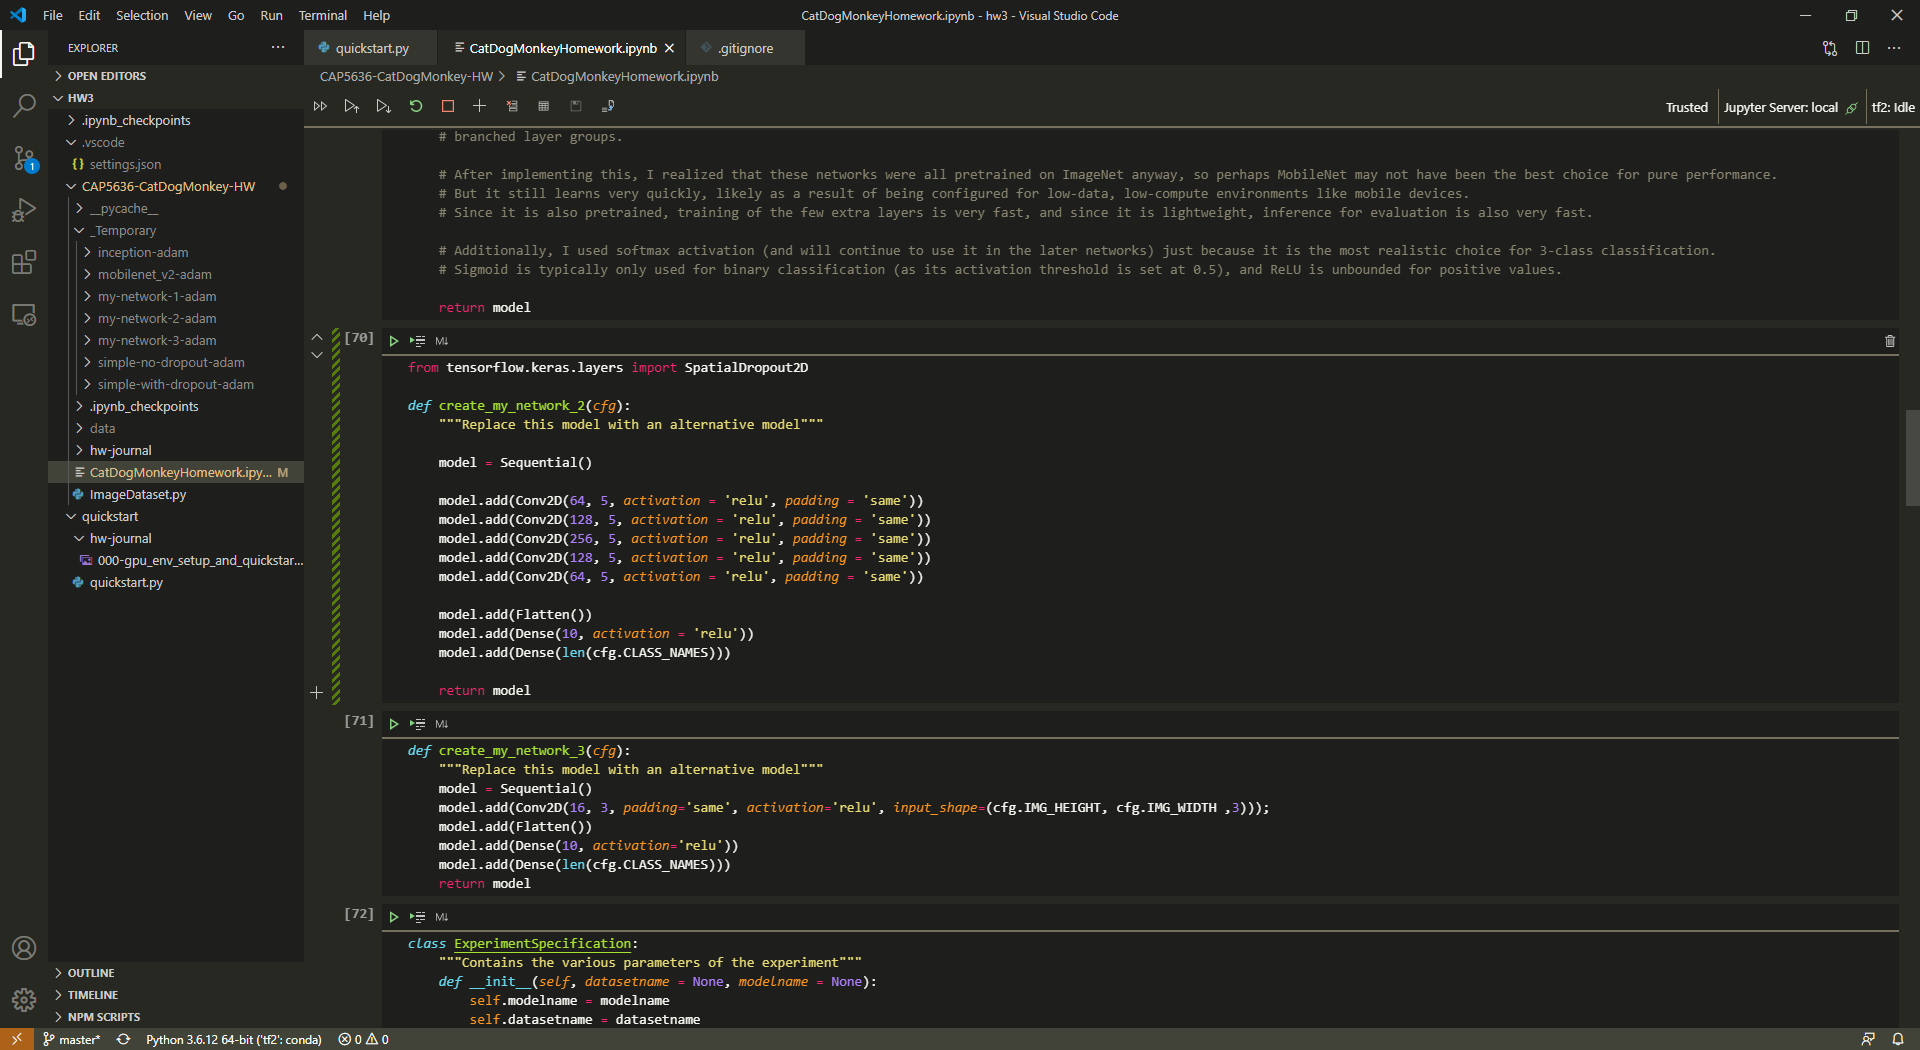 File Edit Selection View Go Run Terminal Help
CatDogMonkeyHomework.ipynb - hw3 - Visual Studio Code
EXPLORER
OPEN EDITORS
HW3
.ipynb_checkpoints
.vscode
{} settings.json
CAP5636-CatDogMonkey-HW
__pycache__
_Temporary
inception-adam
mobilenet_v2-adam
my-network-1-adam
my-network-2-adam
my-network-3-adam
simple-no-dropout-adam
simple-with-dropout-adam
.ipynb_checkpoints
data
hw-journal
CatDogMonkeyHomework.ipy... M
ImageDataset.py
quickstart
hw-journal
000-gpu_env_setup_and_quickstar...
quickstart.py
OUTLINE
TIMELINE
NPM SCRIPTS
1
quickstart.py CatDogMonkeyHomework.ipynb .gitignore
CAP5636-CatDogMonkey-HW > CatDogMonkeyHomework.ipynb
Trusted Jupyter Server: local tf2: Idle
# branched layer groups.
# After implementing this, I realized that these networks were all pretrained on ImageNet anyway, so perhaps MobileNet may not have been the best choice for pure performance.
# But it still learns very quickly, likely as a result of being configured for low-data, low-compute environments like mobile devices.
# Since it is also pretrained, training of the few extra layers is very fast, and since it is lightweight, inference for evaluation is also very fast.
# Additionally, I used softmax activation (and will continue to use it in the later networks) just because it is the most realistic choice for 3-class classification.
# Sigmoid is typically only used for binary classification (as its activation threshold is set at 0.5), and ReLU is unbounded for positive values.
return model
[70] M↓
from tensorflow.keras.layers import SpatialDropout2D
def create_my_network_2(cfg):
"""Replace this model with an alternative model"""
model = Sequential()
model.add(Conv2D(64, 5, activation = 'relu', padding = 'same'))
model.add(Conv2D(128, 5, activation = 'relu', padding = 'same'))
model.add(Conv2D(256, 5, activation = 'relu', padding = 'same'))
model.add(Conv2D(128, 5, activation = 'relu', padding = 'same'))
model.add(Conv2D(64, 5, activation = 'relu', padding = 'same'))
model.add(Flatten())
model.add(Dense(10, activation = 'relu'))
model.add(Dense(len(cfg.CLASS_NAMES)))
return model
[71] M↓
def create_my_network_3(cfg):
"""Replace this model with an alternative model"""
model = Sequential()
model.add(Conv2D(16, 3, padding='same', activation='relu', input_shape=(cfg.IMG_HEIGHT, cfg.IMG_WIDTH ,3)));
model.add(Flatten())
model.add(Dense(10, activation='relu'))
model.add(Dense(len(cfg.CLASS_NAMES)))
return model
[72] M↓
class ExperimentSpecification:
"""Contains the various parameters of the experiment"""
def __init__(self, datasetname = None, modelname = None):
self.modelname = modelname
self.datasetname = datasetname
master* Python 3.6.12 64-bit ('tf2': conda) 0 0